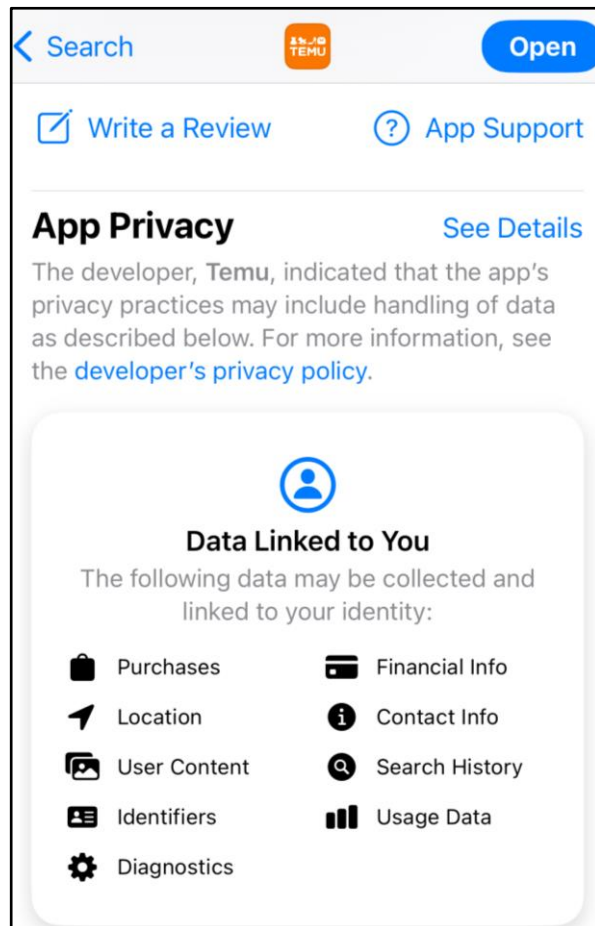 Search
TEMU
Open
Write a Review
App Support
App Privacy
See Details
The developer, Temu, indicated that the app's
privacy practices may include handling of data
as described below. For more information, see
the developer's privacy policy.
Data Linked to You
The following data may be collected and
linked to your identity:
Purchases
Financial Info
Location
Contact Info
User Content
Search History
Identifiers
Usage Data
Diagnostics